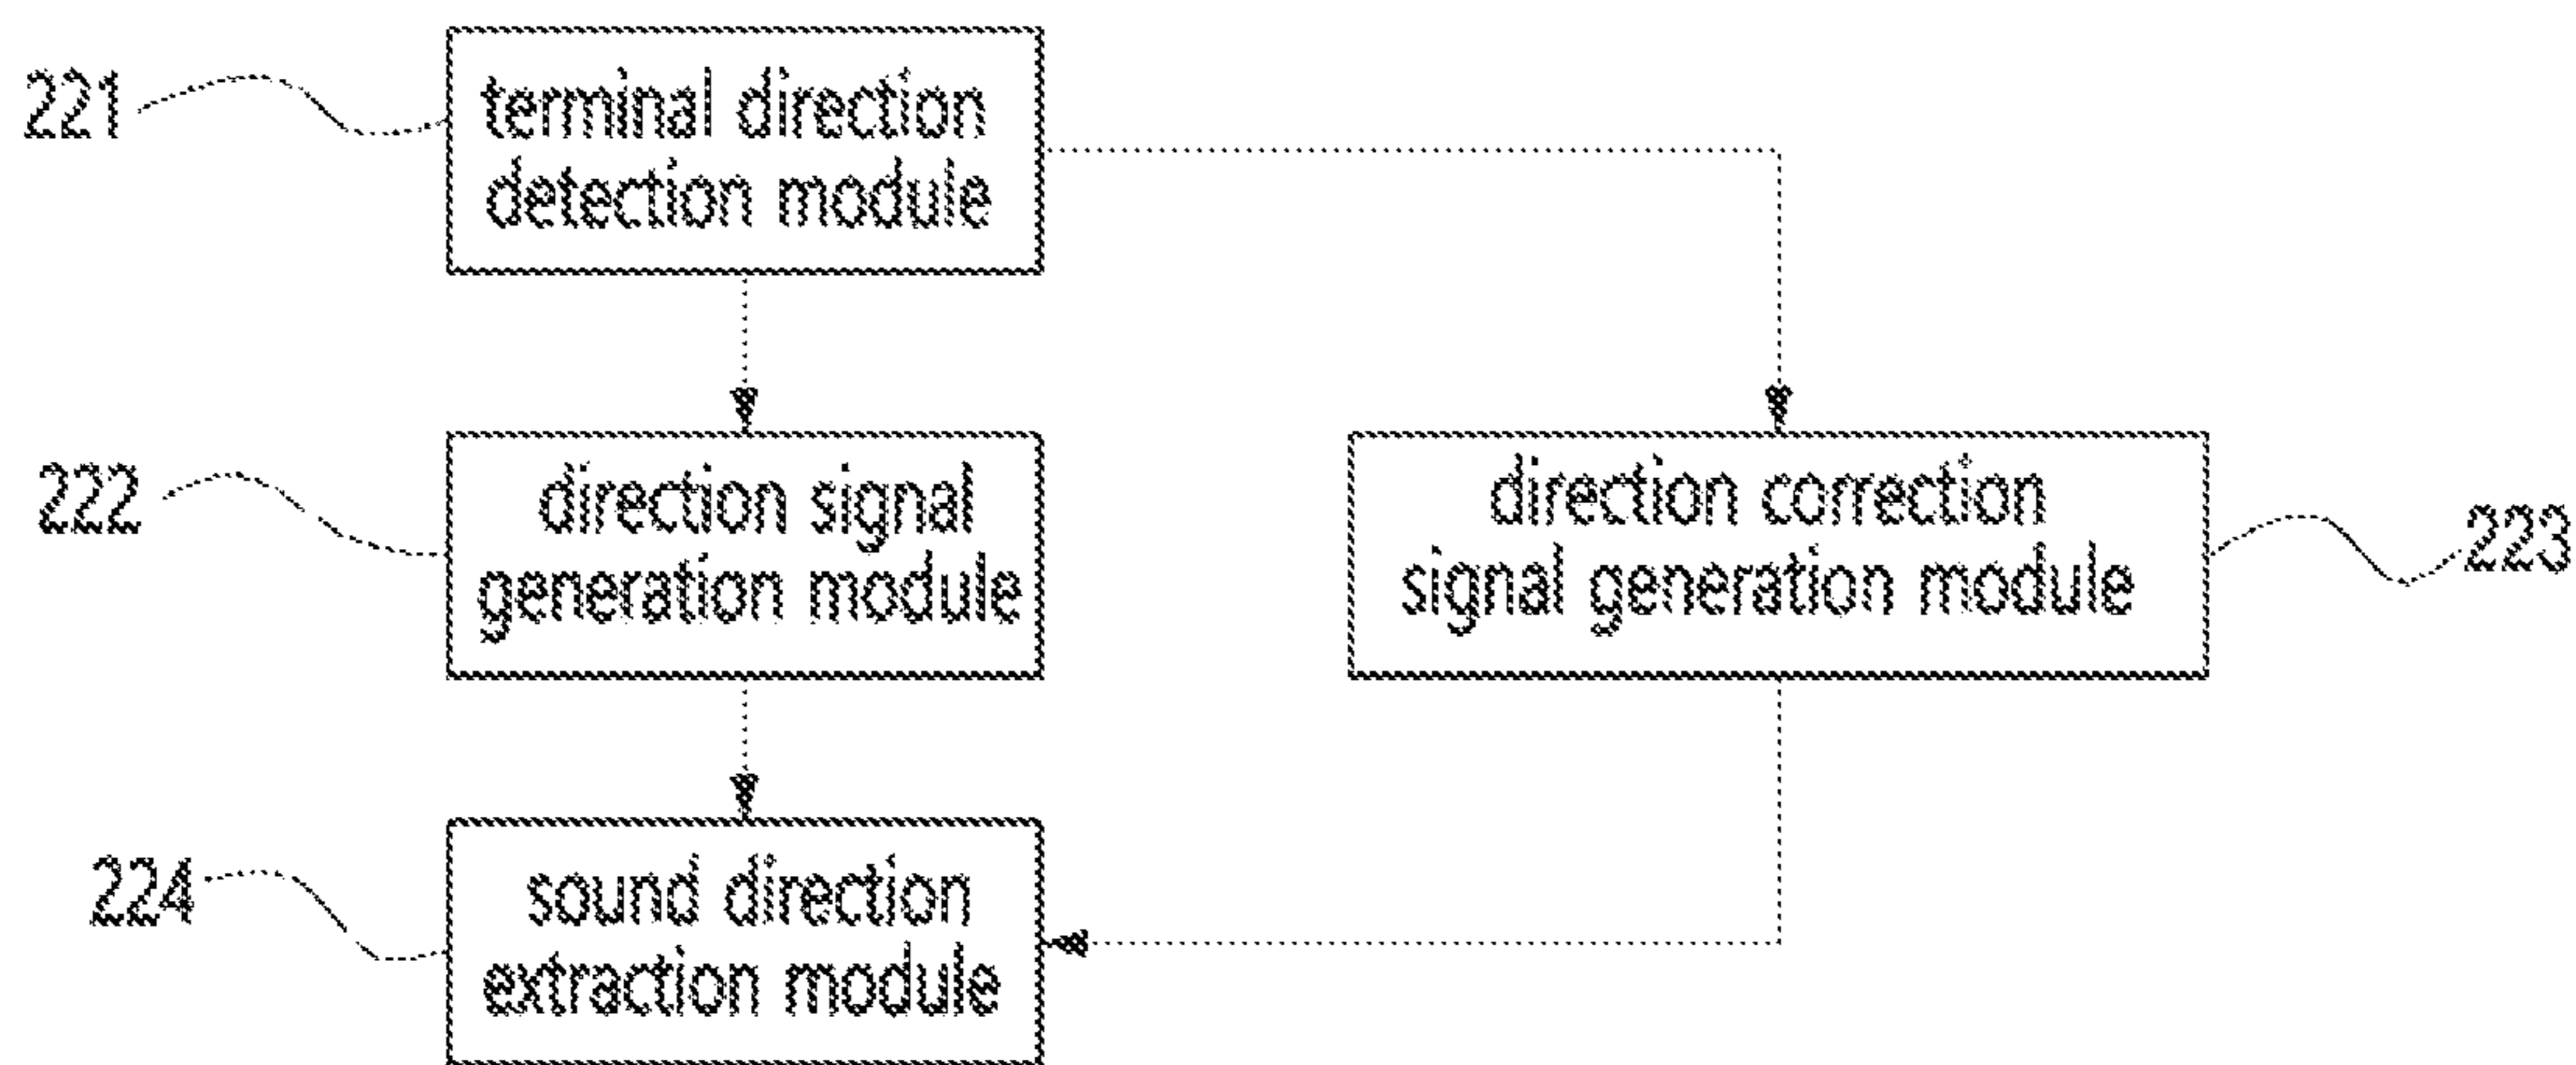 221
terminal direction
detection module
222
direction signal
generation module
direction correction
signal generation module
223
224
sound direction
extraction module